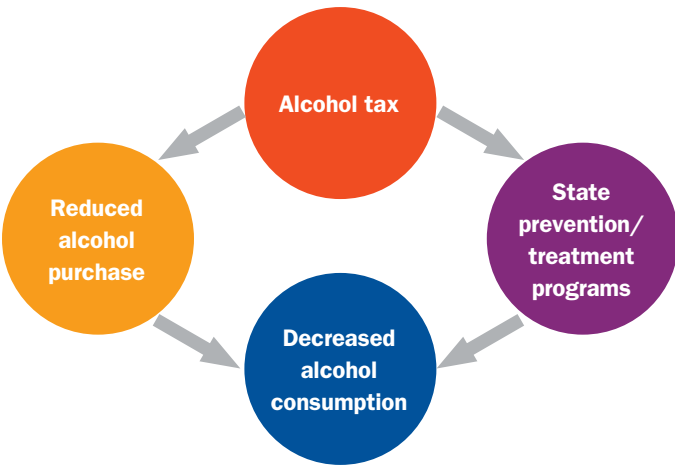 Alcohol tax
Reduced
alcohol
purchase
State
prevention/
treatment
programs
Decreased
alcohol
consumption